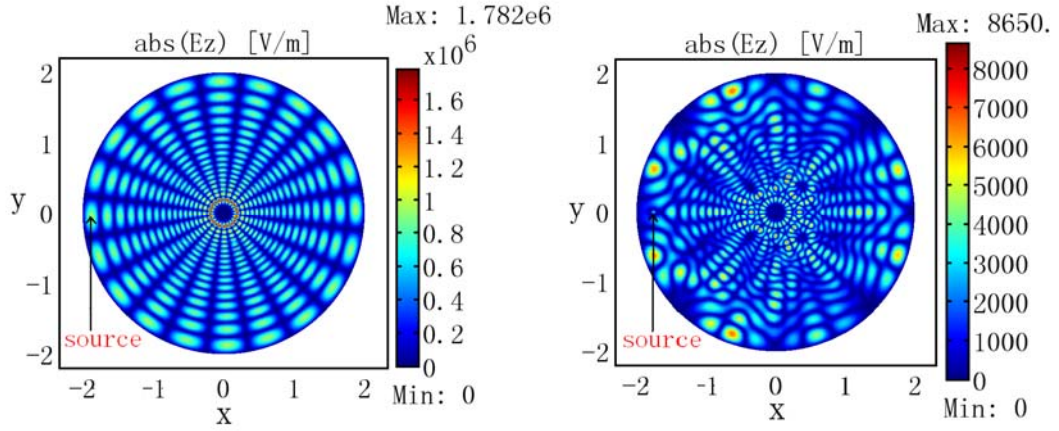 Max: 1.782e6
abs(Ez) [V/m]
x10^6
2
1
0
-1
-2
y
1.6
1.4
1.2
1
0.8
0.6
0.4
0.2
0
source
-2 -1 0 1 2
x
Min: 0
Max: 8650.
abs(Ez) [V/m]
2
1
0
-1
-2
y
8000
7000
6000
5000
4000
3000
2000
1000
0
source
-2 -1 0 1 2
x
Min: 0